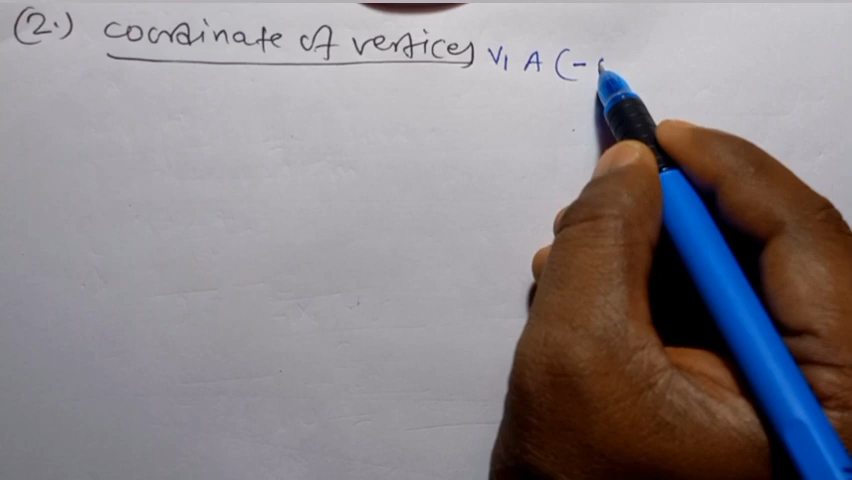 (2.) coordinate of vertices V₁ A (-